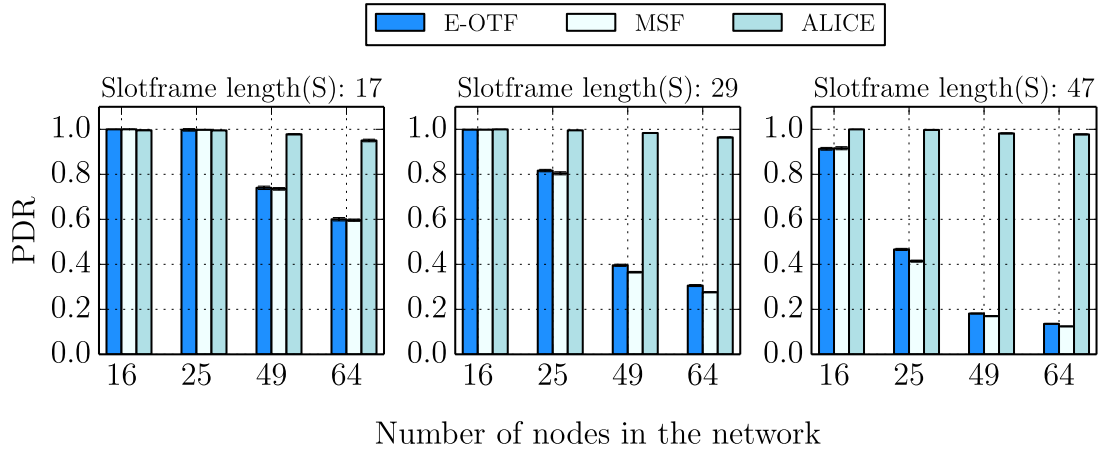 E-OTF MSF ALICE
Slotframe length(S): 17
Slotframe length(S): 29
Slotframe length(S): 47
PDR
1.0
0.8
0.6
0.4
0.2
0.0
16 25 49 64
1.0
0.8
0.6
0.4
0.2
0.0
16 25 49 64
1.0
0.8
0.6
0.4
0.2
0.0
16 25 49 64
Number of nodes in the network